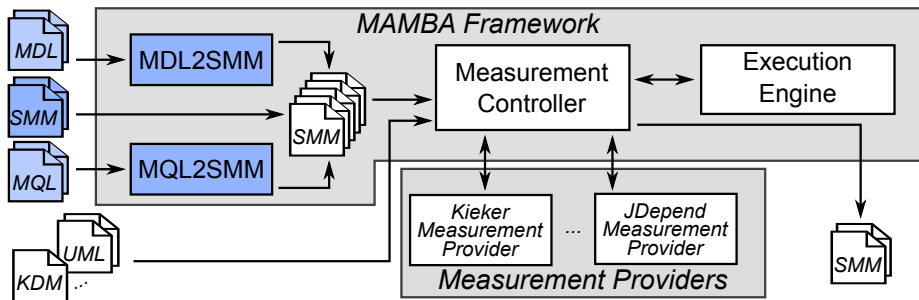 MAMBA Framework
MDL
MDL2SMM
SMM
SMM
MQL
MQL2SMM
Measurement
Controller
Execution
Engine
UML
KDM
...
Kieker
Measurement
Provider
...
JDepend
Measurement
Provider
Measurement Providers
SMM